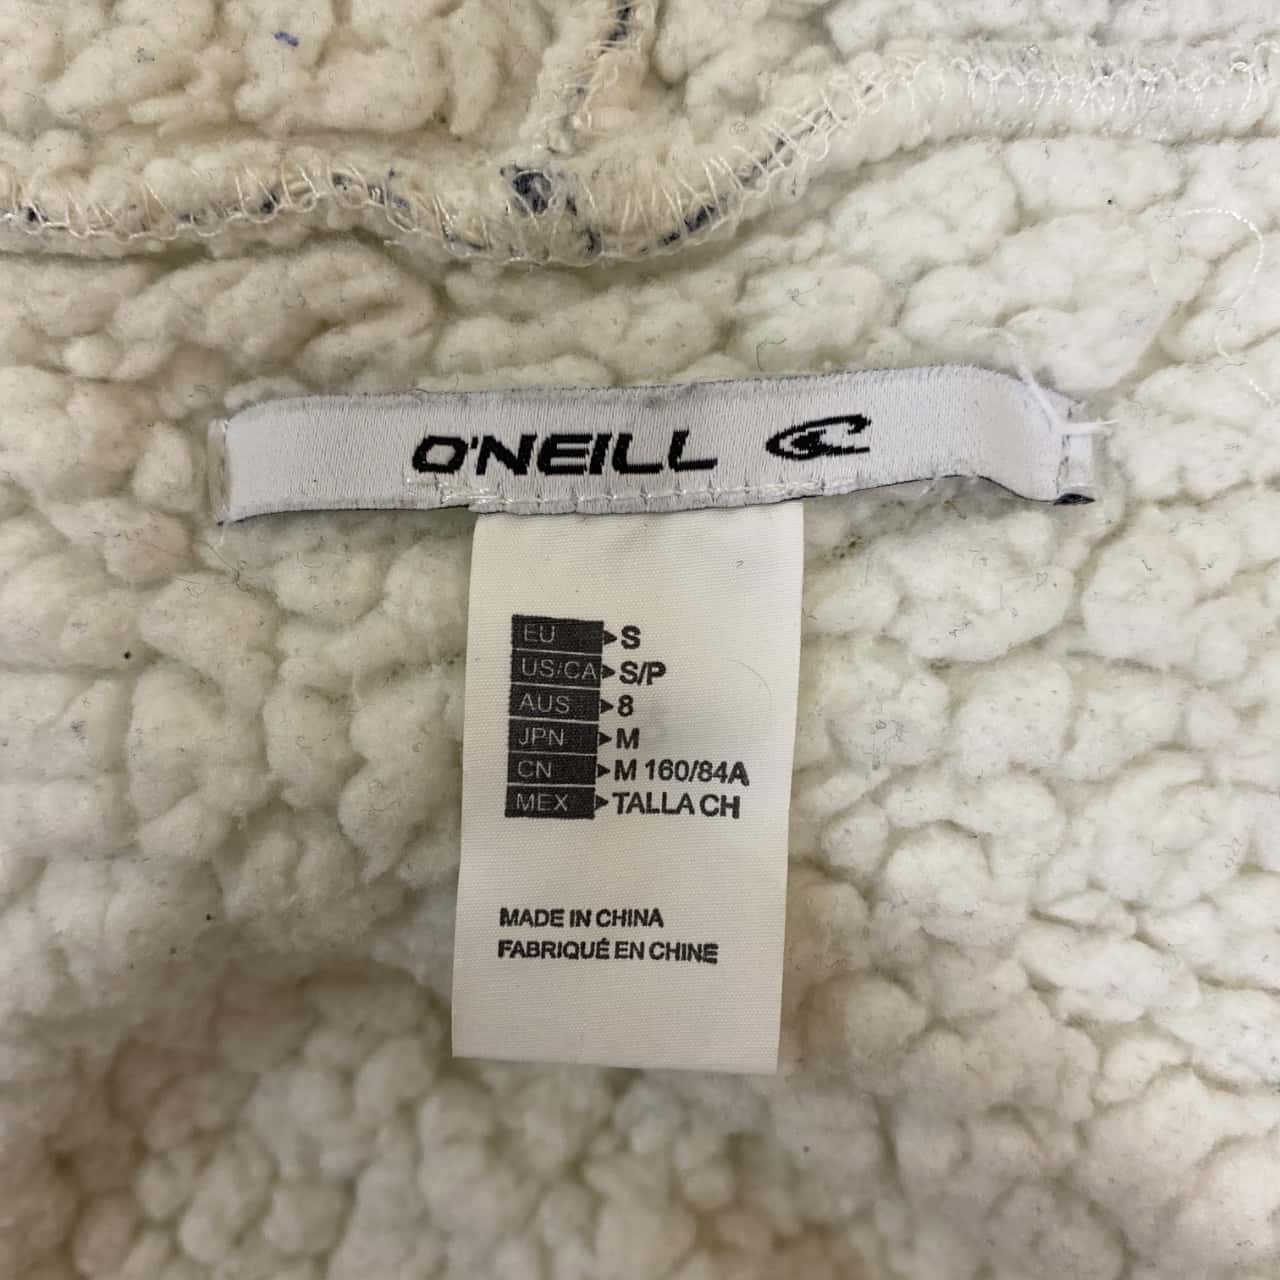 O'NEILL
EU S
US/CA S/P
AUS 8
JPN M
CN M 160/84A
MEX TALLA CH
MADE IN CHINA
FABRIQUÉ EN CHINE